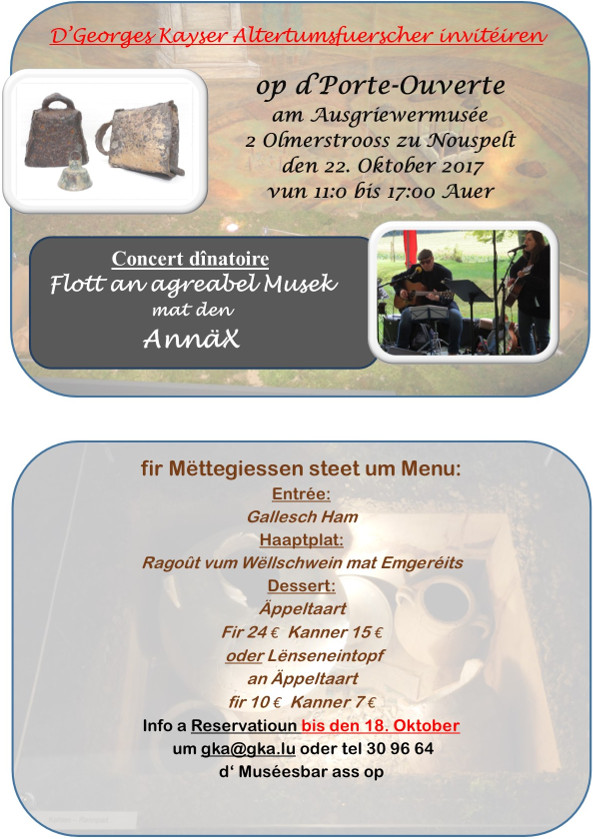 D'Georges Kayser Altertumsfuerscher invitéiren
op d'Porte-Ouverte
am Ausgriewermusée
2 Olmerstrooss zu Nouspelt
den 22. Oktober 2017
vun 11:0 bis 17:00 Auer
Concert dînatoire
Flott an agreabel Musek
mat den
AnnäX
fir Mëttegiessen steet um Menu:
Entrée:
Gallesch Ham
Haaptplat:
Ragoût vum Wëllschwein mat Emgeréits
Dessert:
Äppeltaart
Fir 24 € Kanner 15 €
oder Lënseneintopf
an Äppeltaart
fir 10 € Kanner 7 €
Info a Reservatioun bis den 18. Oktober
um gka@gka.lu oder tel 30 96 64
d' Muséesbar ass op